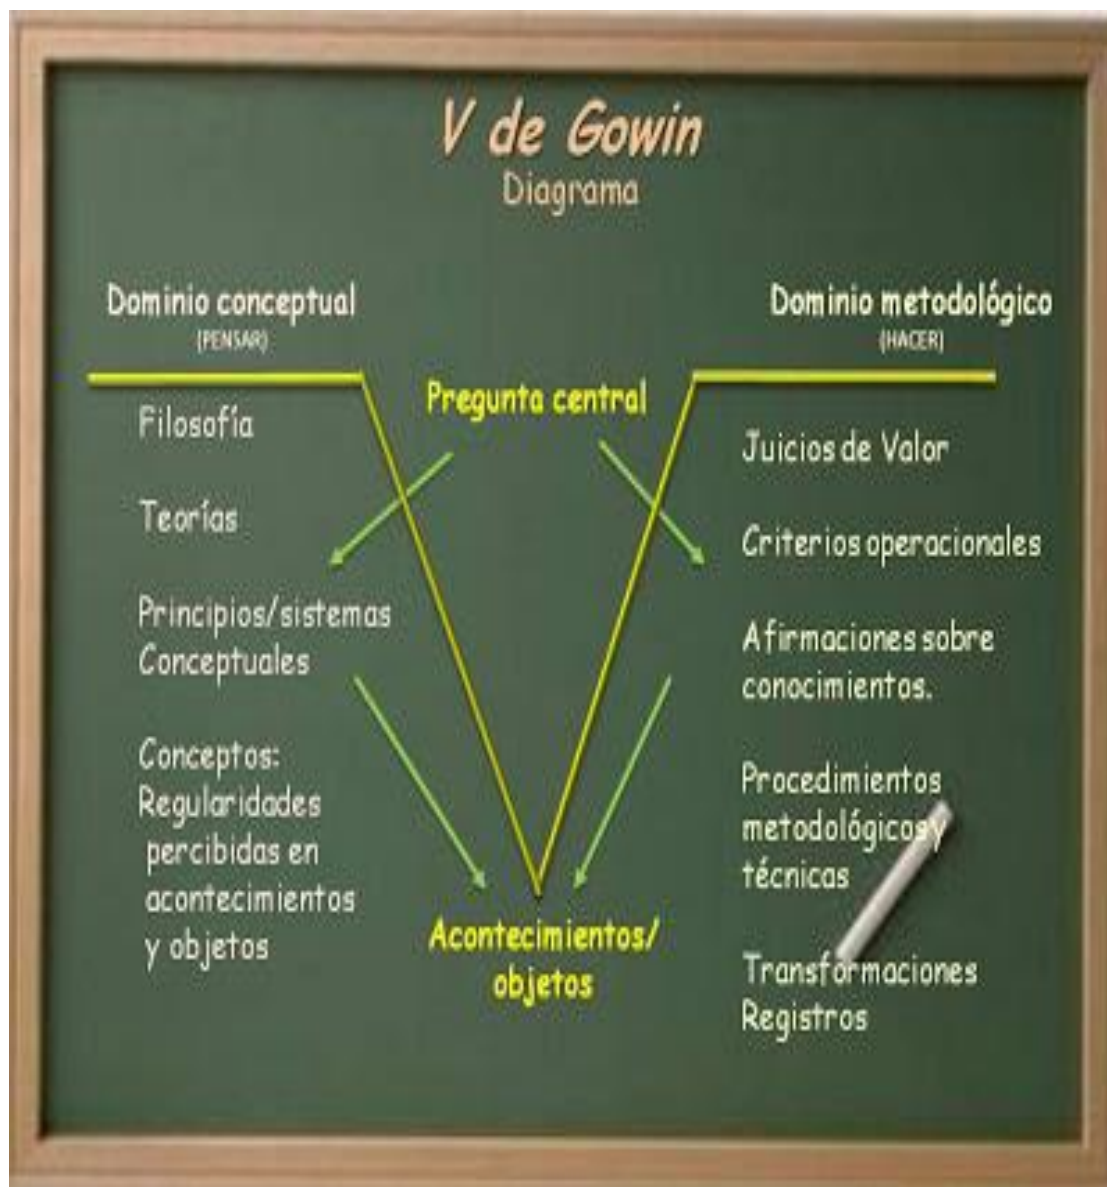 V de Gowin
Diagrama
Dominio conceptual
(PENSAR)
Filosofía
Teorías
Principios/sistemas
Conceptuales
Conceptos:
Regularidades
percibidas en
acontecimientos
y objetos
Pregunta central
Acontecimientos/
objetos
Dominio metodológico
(HACER)
Juicios de Valor
Criterios operacionales
Afirmaciones sobre
conocimientos.
Procedimientos
metodológicos y
técnicas
Transformaciones
Registros